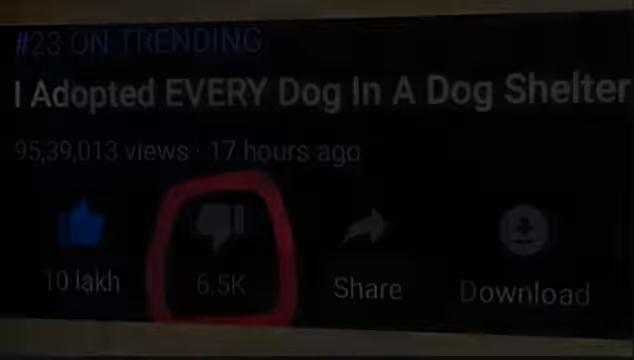 #23 ON TRENDING
I Adopted EVERY Dog In A Dog Shelter
95,39,013 views · 17 hours ago
10 lakh
6.5K
Share
Download